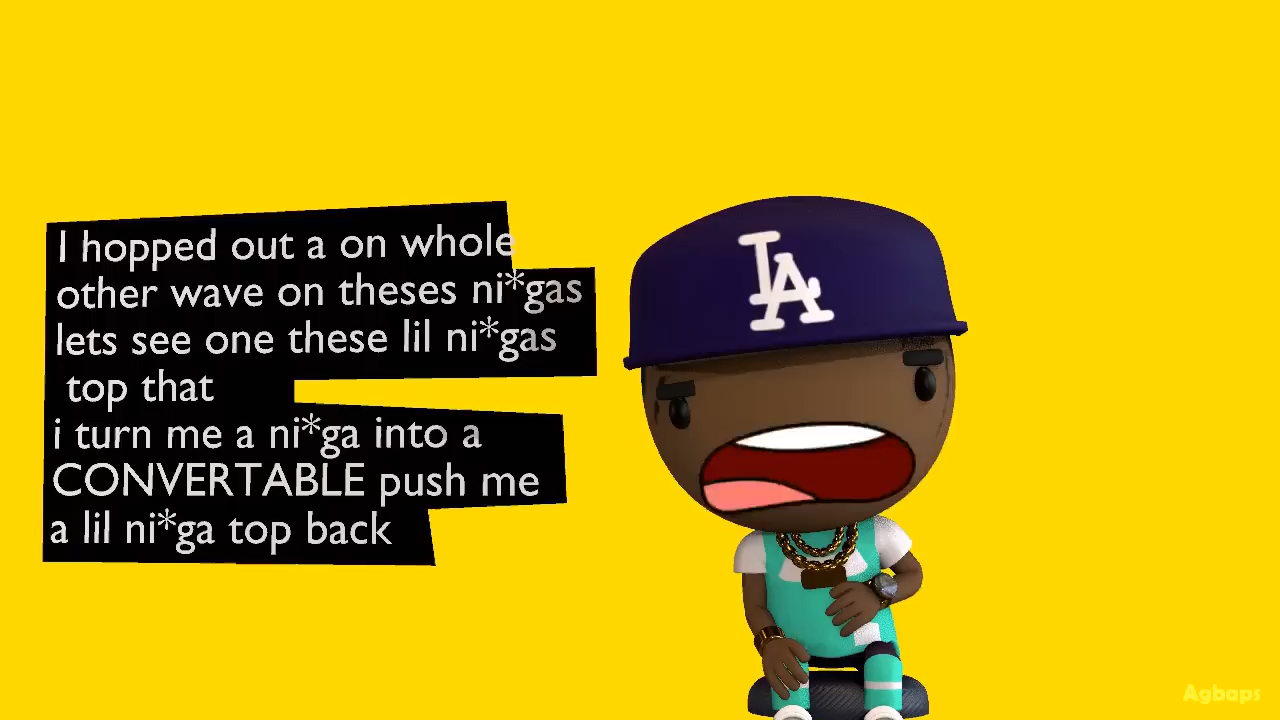 I hopped out a on whole
other wave on theses ni*gas
lets see one these lil ni*gas
top that
i turn me a ni*ga into a
CONVERTABLE push me
a lil ni*ga top back
LA
Agbaps